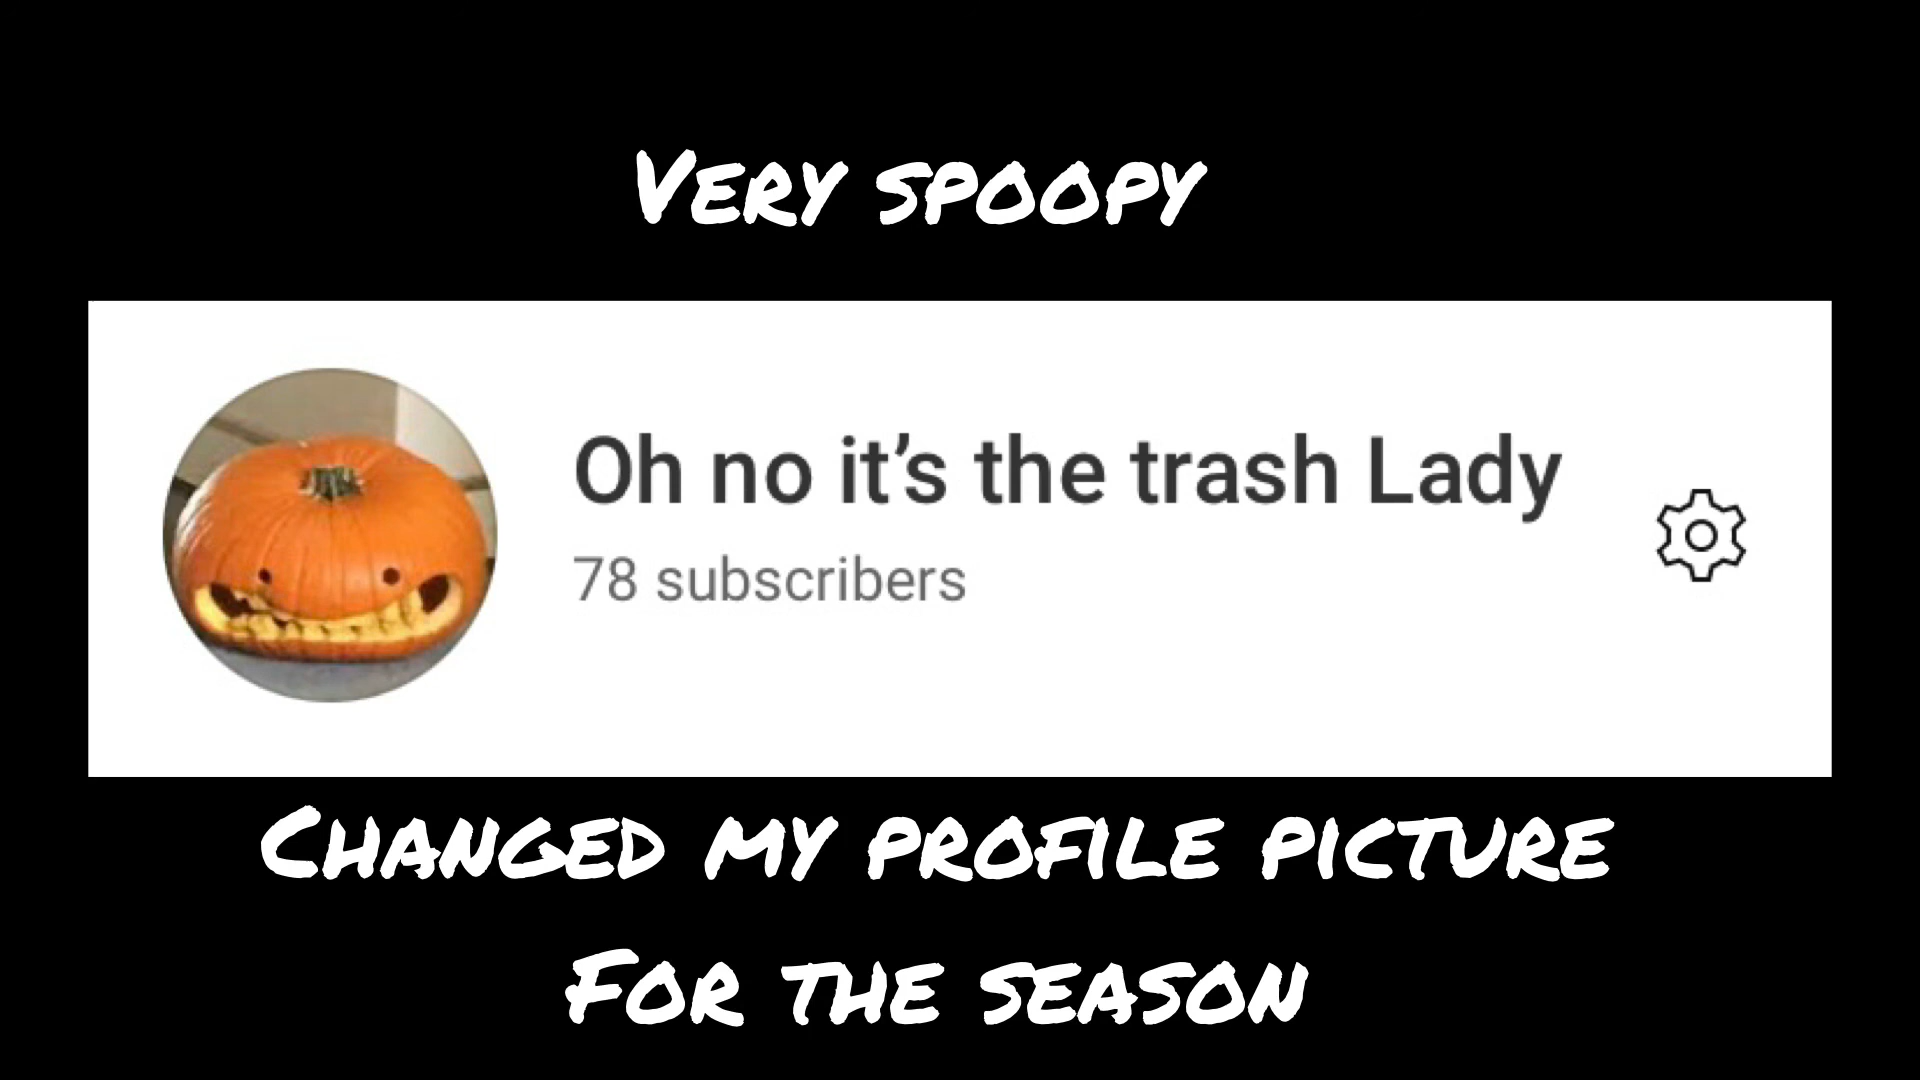 Very spoopy
Oh no it’s the trash Lady
78 subscribers
Changed my profile picture
For the season